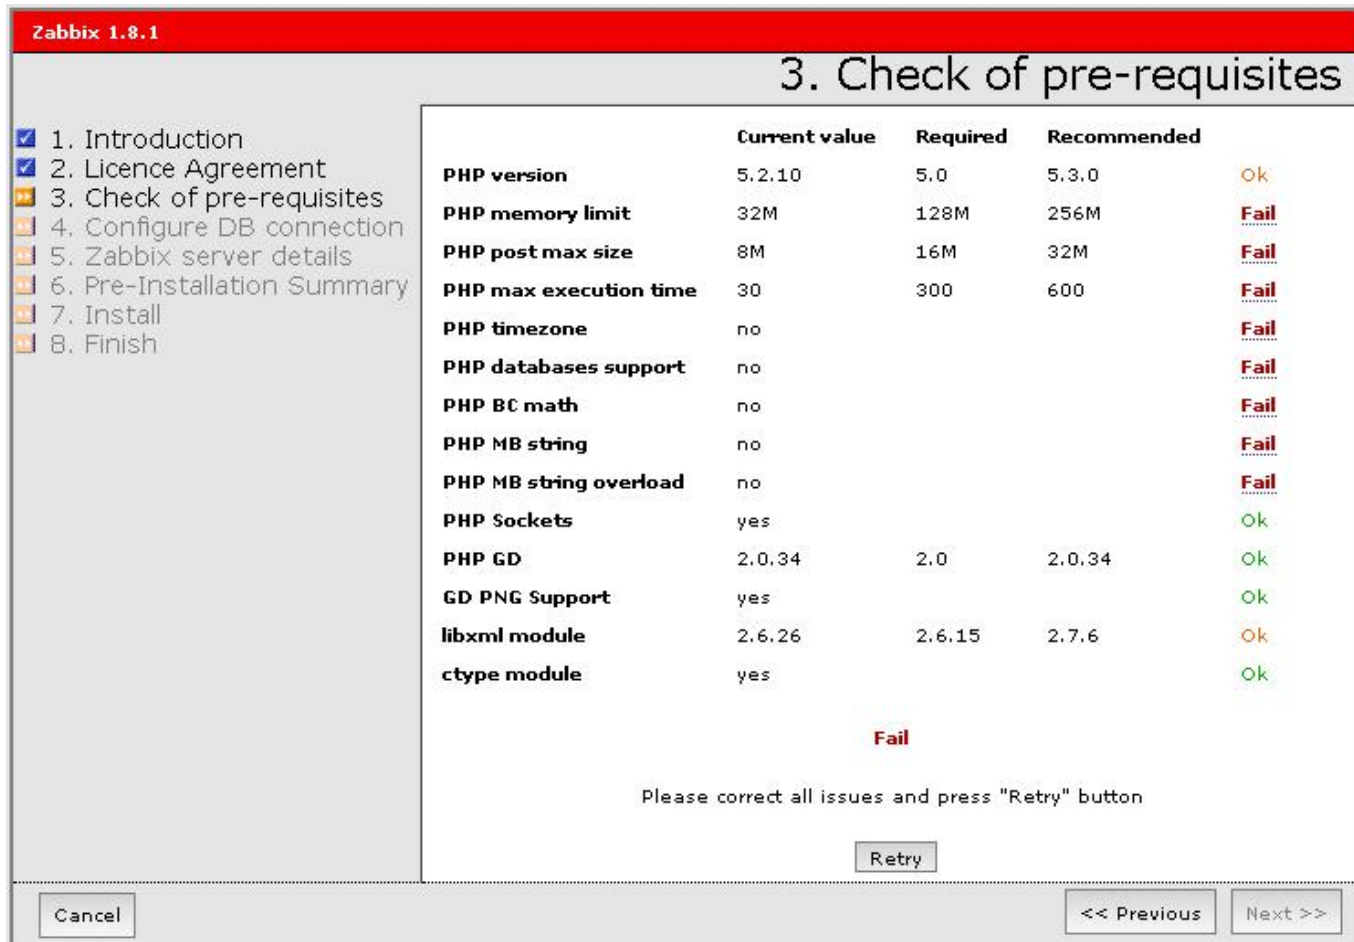 Zabbix 1.8.1
3. Check of pre-requisites
1. Introduction
2. Licence Agreement
3. Check of pre-requisites
4. Configure DB connection
5. Zabbix server details
6. Pre-Installation Summary
7. Install
8. Finish
Current value Required Recommended
PHP version 5.2.10 5.0 5.3.0 Ok
PHP memory limit 32M 128M 256M Fail
PHP post max size 8M 16M 32M Fail
PHP max execution time 30 300 600 Fail
PHP timezone no Fail
PHP databases support no Fail
PHP BC math no Fail
PHP MB string no Fail
PHP MB string overload no Fail
PHP Sockets yes Ok
PHP GD 2.0.34 2.0 2.0.34 Ok
GD PNG Support yes Ok
libxml module 2.6.26 2.6.15 2.7.6 Ok
ctype module yes Ok
Fail
Please correct all issues and press "Retry" button
Retry
Cancel << Previous Next >>